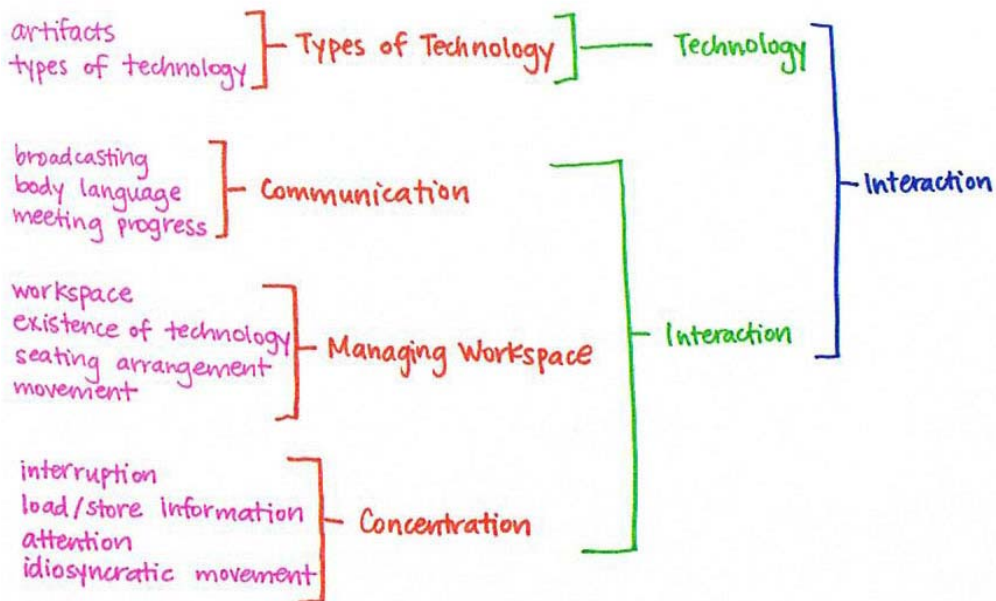 artifacts
types of technology
Types of Technology
Technology
broadcasting
body language
meeting progress
Communication
Interaction
workspace
existence of technology
seating arrangement
movement
Managing Workspace
Interaction
interruption
load/store information
attention
idiosyncratic movement
Concentration